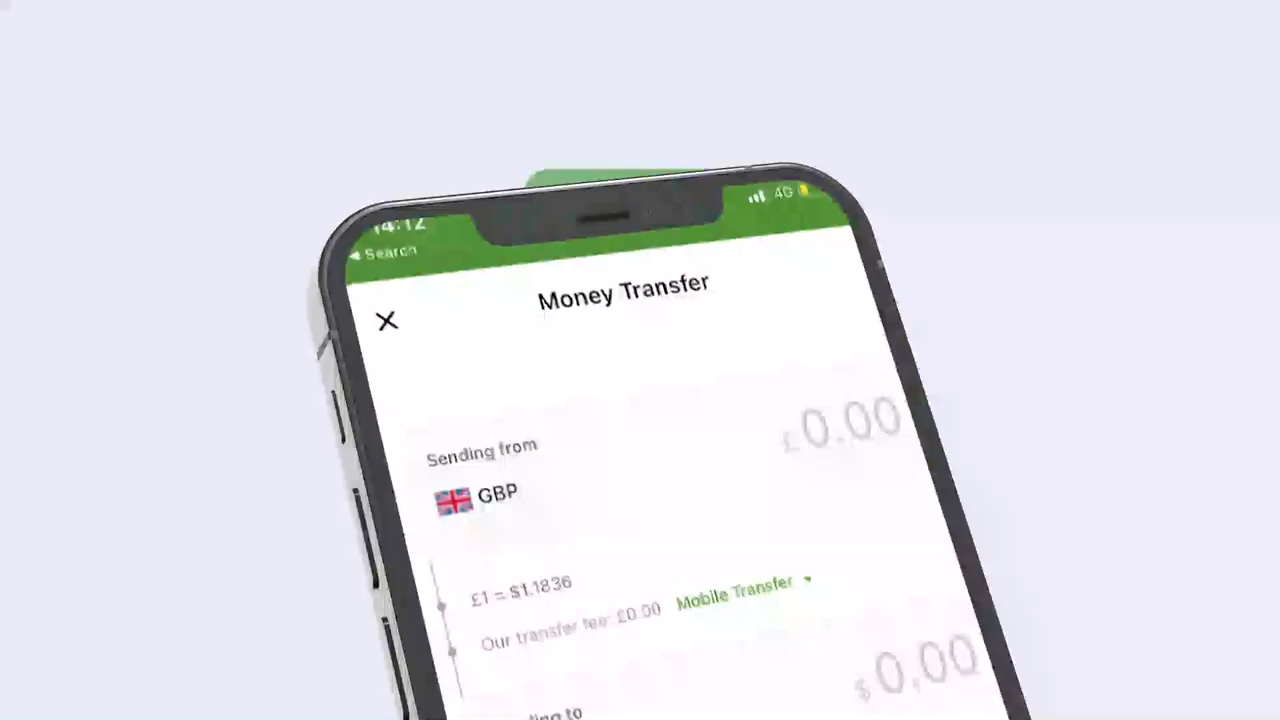 14:12
4G
Search
Money Transfer
£0.00
Sending from
GBP
£1 = $1.1836
Our transfer fee: £0.00 Mobile Transfer
$0.00
to